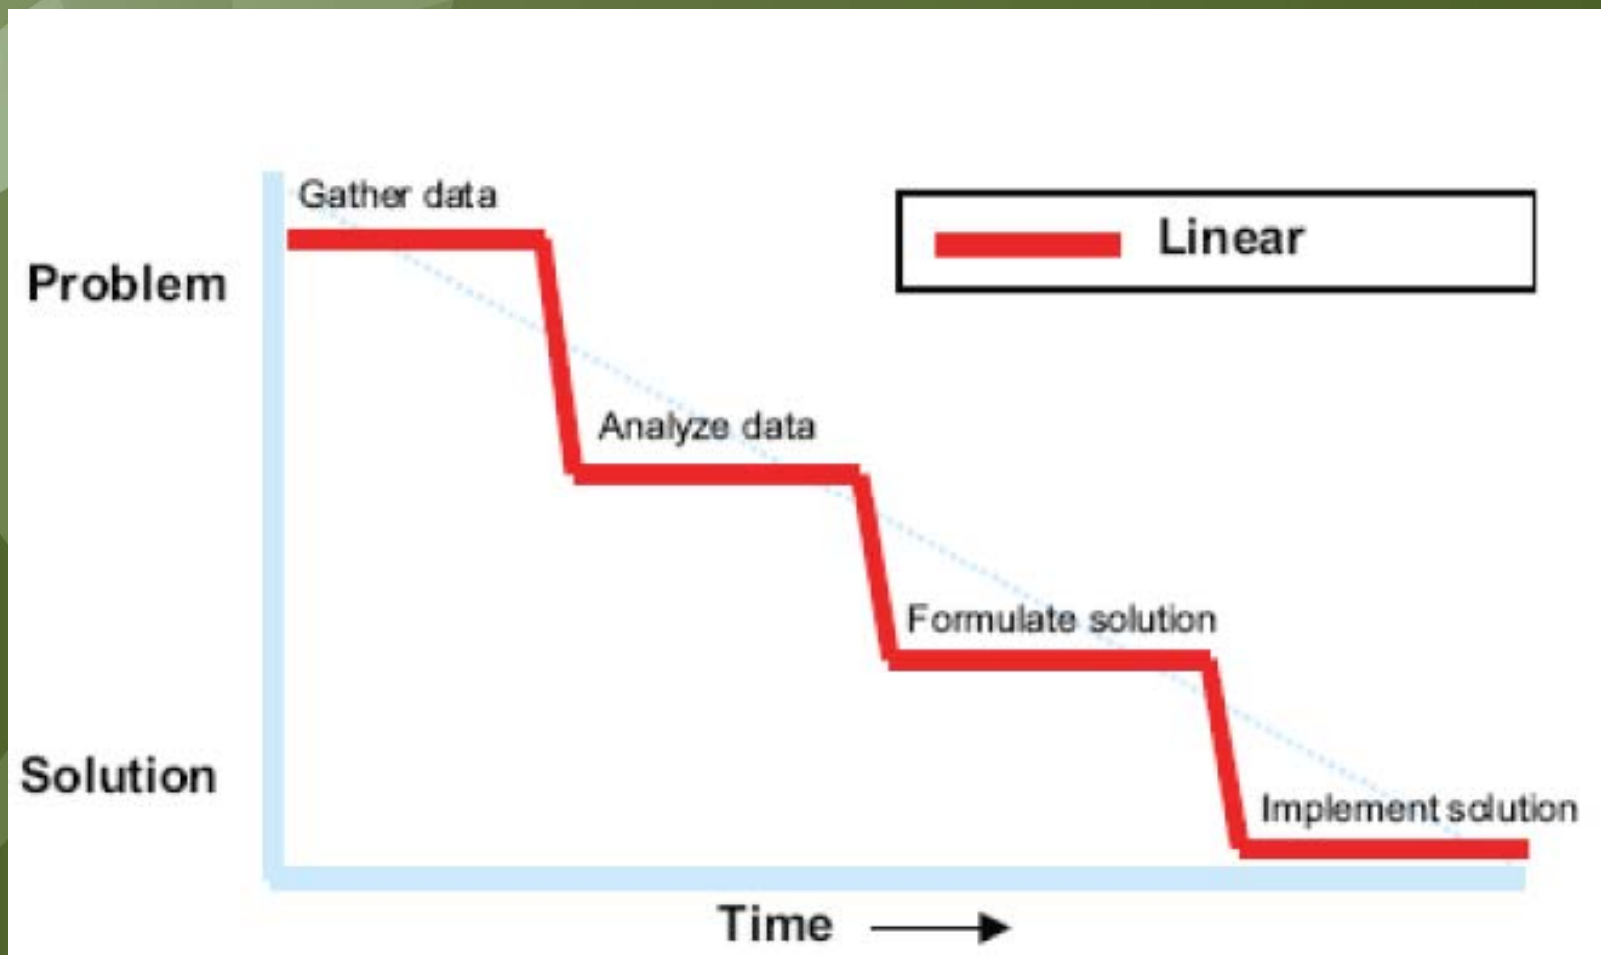 Gather data
Linear
Problem
Analyze data
Formulate solution
Solution
Implement solution
Time